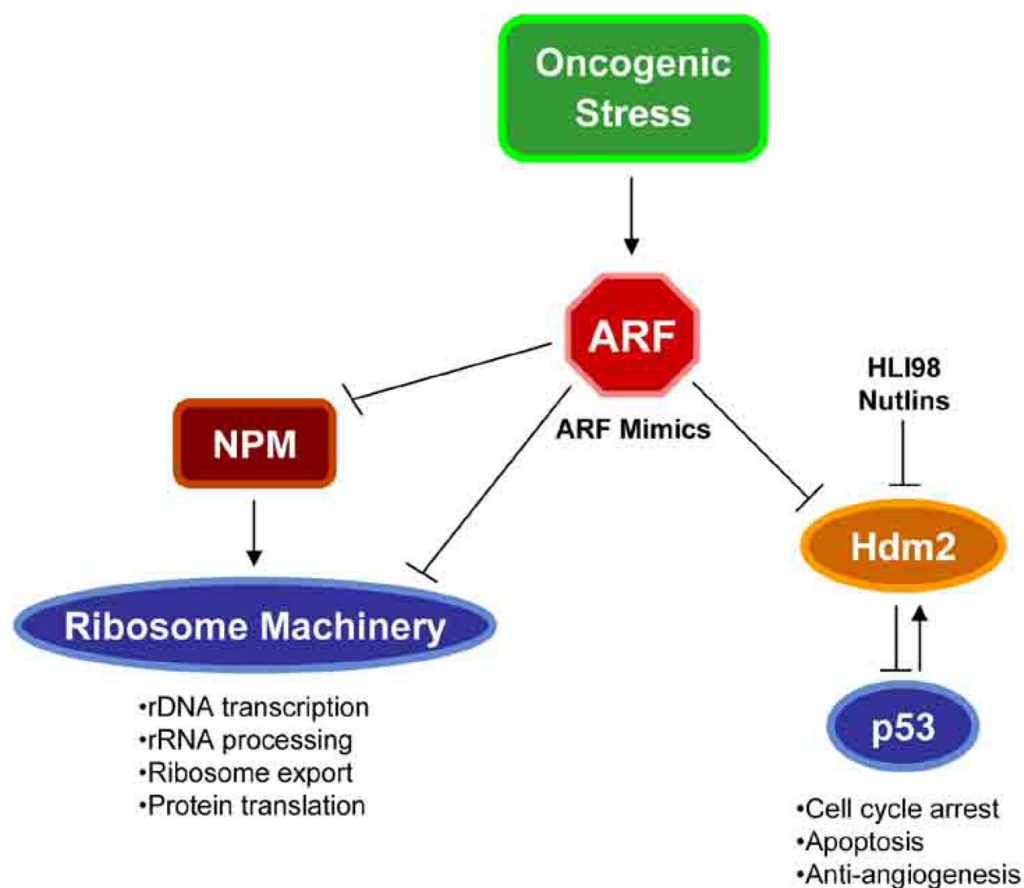 Oncogenic
Stress
ARF
ARF Mimics
HLI98
Nutlins
NPM
Hdm2
Ribosome Machinery
•rDNA transcription
•rRNA processing
•Ribosome export
•Protein translation
p53
•Cell cycle arrest
•Apoptosis
•Anti-angiogenesis